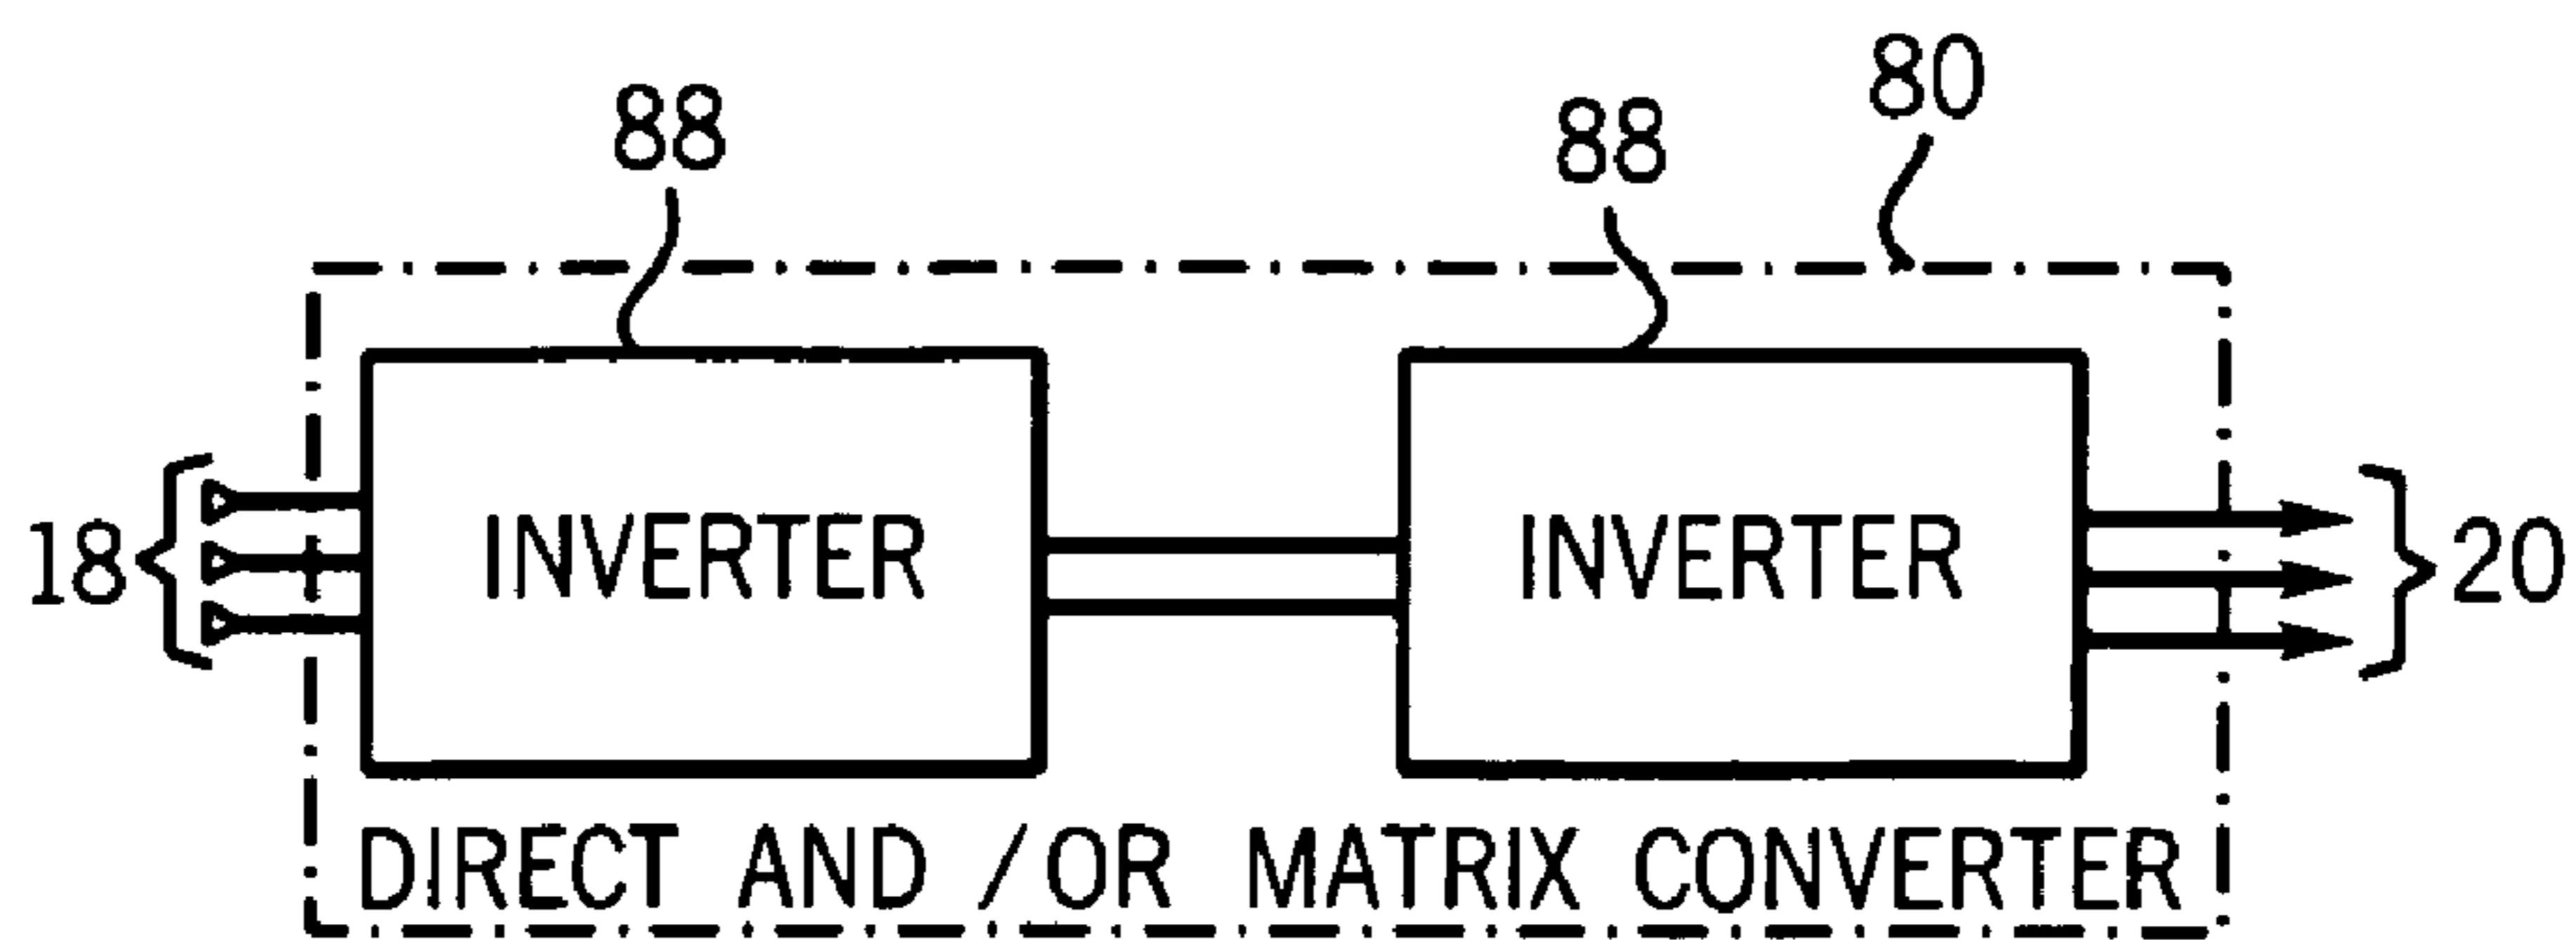 88
88
80
18
INVERTER
INVERTER
20
DIRECT AND /OR MATRIX CONVERTER